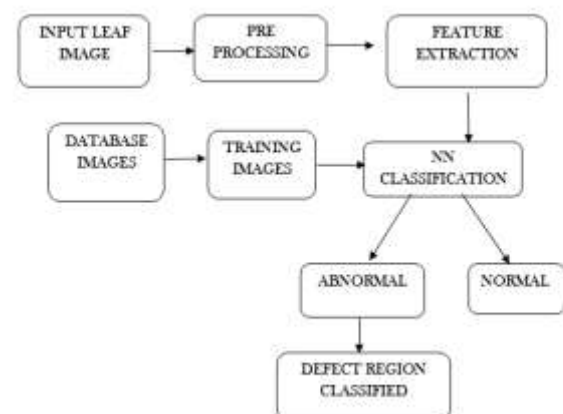 INPUT LEAF
IMAGE
PRE
PROCESSING
FEATURE
EXTRACTION
DATABASE
IMAGES
TRAINING
IMAGES
NN
CLASSIFICATION
ABNORMAL
NORMAL
DEFECT REGION
CLASSIFIED